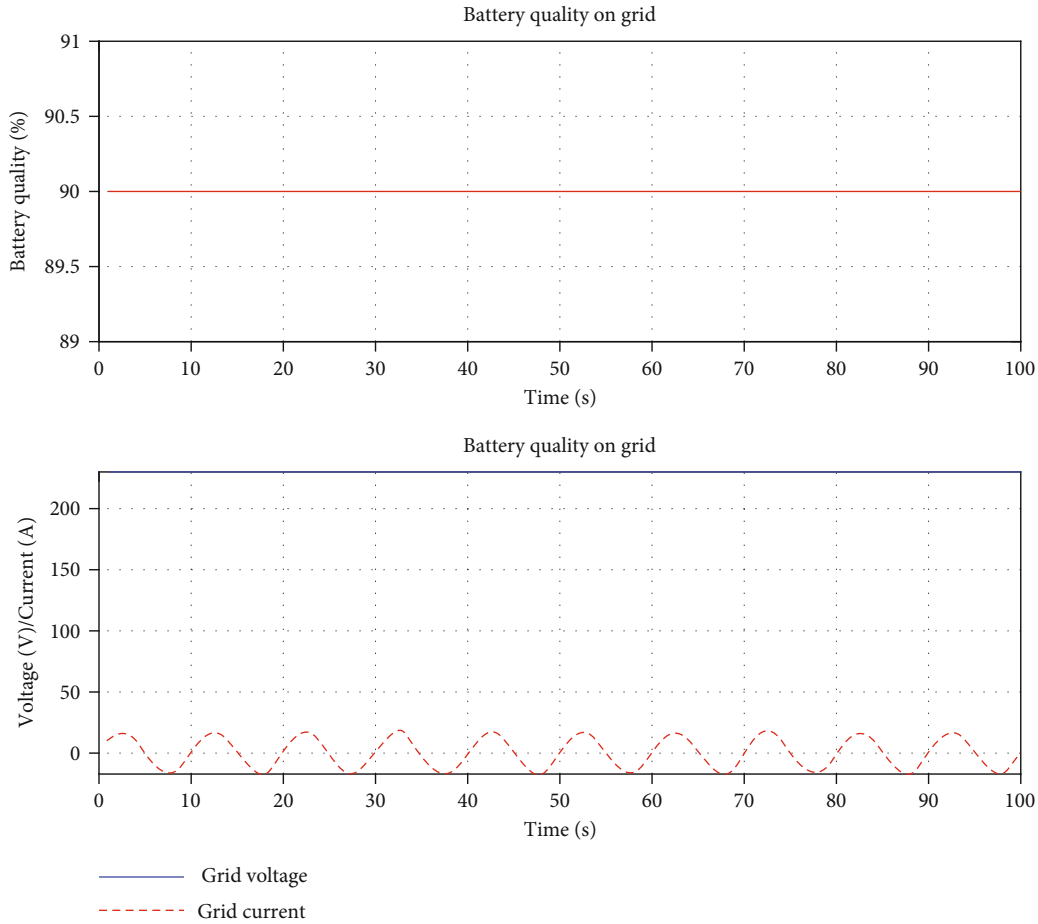 Battery quality on grid
91
90.5
90
89.5
89
Battery quality (%)
0 10 20 30 40 50 60 70 80 90 100
Time (s)
Battery quality on grid
200
150
100
50
0
Voltage (V)/Current (A)
0 10 20 30 40 50 60 70 80 90 100
Time (s)
Grid voltage
Grid current